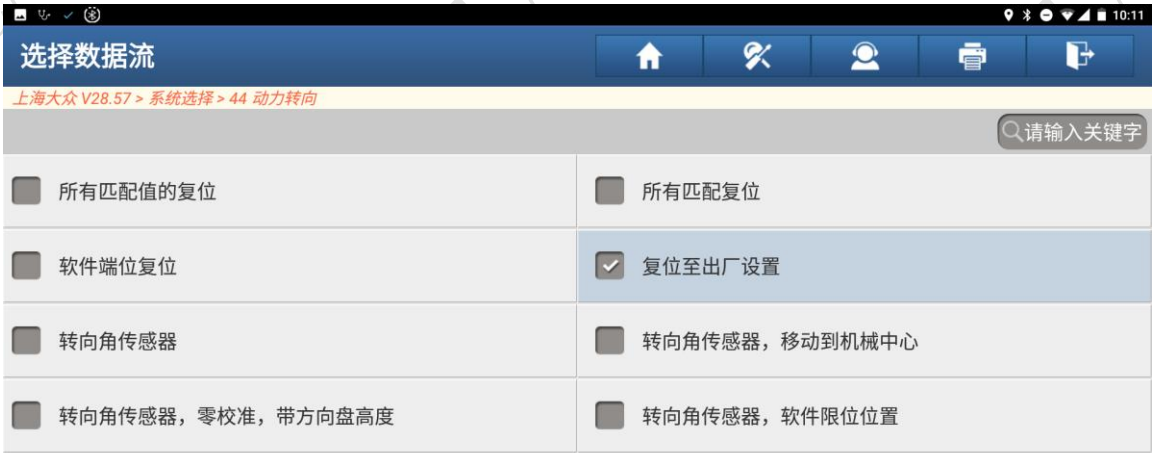 10:11
选择数据流
上海大众 V28.57 > 系统选择 > 44 动力转向
请输入关键字
所有匹配值的复位
所有匹配复位
软件端位复位
复位至出厂设置
转向角传感器
转向角传感器，移动到机械中心
转向角传感器，零校准，带方向盘高度
转向角传感器，软件限位位置